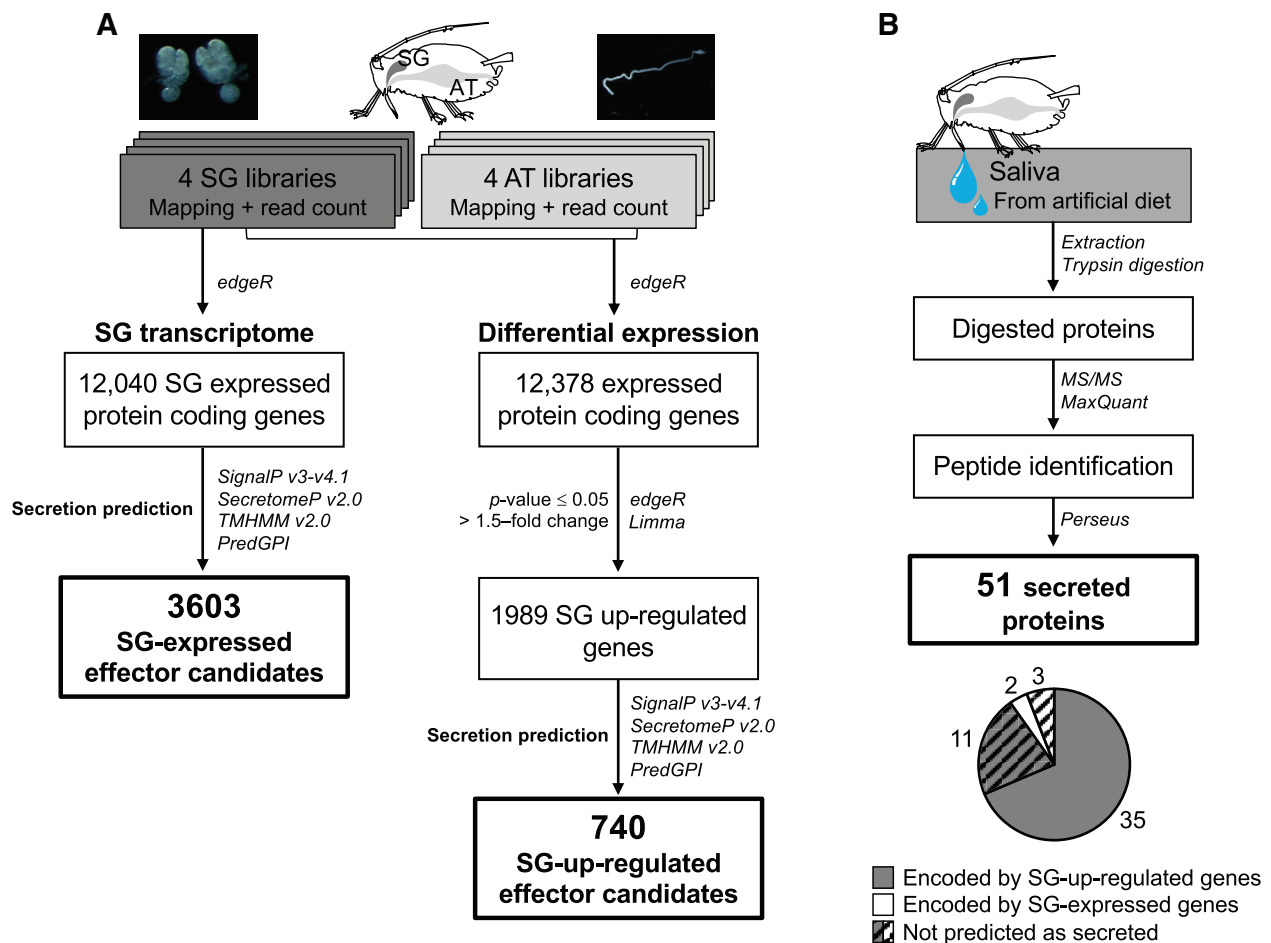 A
SG
AT
4 SG libraries
Mapping + read count
4 AT libraries
Mapping + read count
edgeR
edgeR
SG transcriptome
12,040 SG expressed
protein coding genes
Secretion prediction
SignalP v3-v4.1
SecretomeP v2.0
TMHMM v2.0
PredGPI
3603
SG-expressed
effector candidates
Differential expression
12,378 expressed
protein coding genes
p-value ≤ 0.05
> 1.5–fold change
edgeR
Limma
1989 SG up-regulated
genes
Secretion prediction
SignalP v3-v4.1
SecretomeP v2.0
TMHMM v2.0
PredGPI
740
SG-up-regulated
effector candidates
B
Saliva
From artificial diet
Extraction
Trypsin digestion
Digested proteins
MS/MS
MaxQuant
Peptide identification
Perseus
51 secreted
proteins
2
3
11
35
Encoded by SG-up-regulated genes
Encoded by SG-expressed genes
Not predicted as secreted